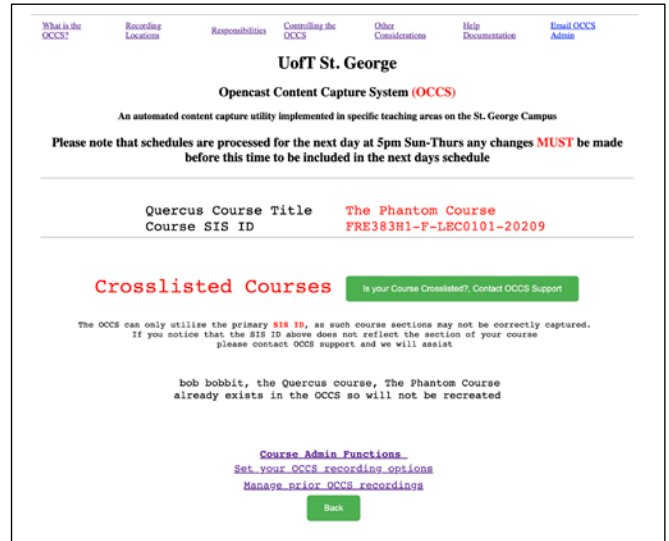 What is the OCCS?
Recording Locations
Responsibilities
Controlling the OCCS
Other Considerations
Help Documentation
Email OCCS Admin
UofT St. George
Opencast Content Capture System (OCCS)
An automated content capture utility implemented in specific teaching areas on the St. George Campus
Please note that schedules are processed for the next day at 5pm Sun-Thurs any changes MUST be made
before this time to be included in the next days schedule
Quercus Course Title The Phantom Course
Course SIS ID FRE383H1-F-LEC0101-20209
Crosslisted Courses
Is your Course Crosslisted?, Contact OCCS Support
The OCCS can only utilize the primary SIS ID, as such course sections may not be correctly captured.
If you notice that the SIS ID above does not reflect the section of your course
please contact OCCS support and we will assist
bob bobbit, the Quercus course, The Phantom Course
already exists in the OCCS so will not be recreated
Course Admin Functions
Set your OCCS recording options
Manage prior OCCS recordings
Back